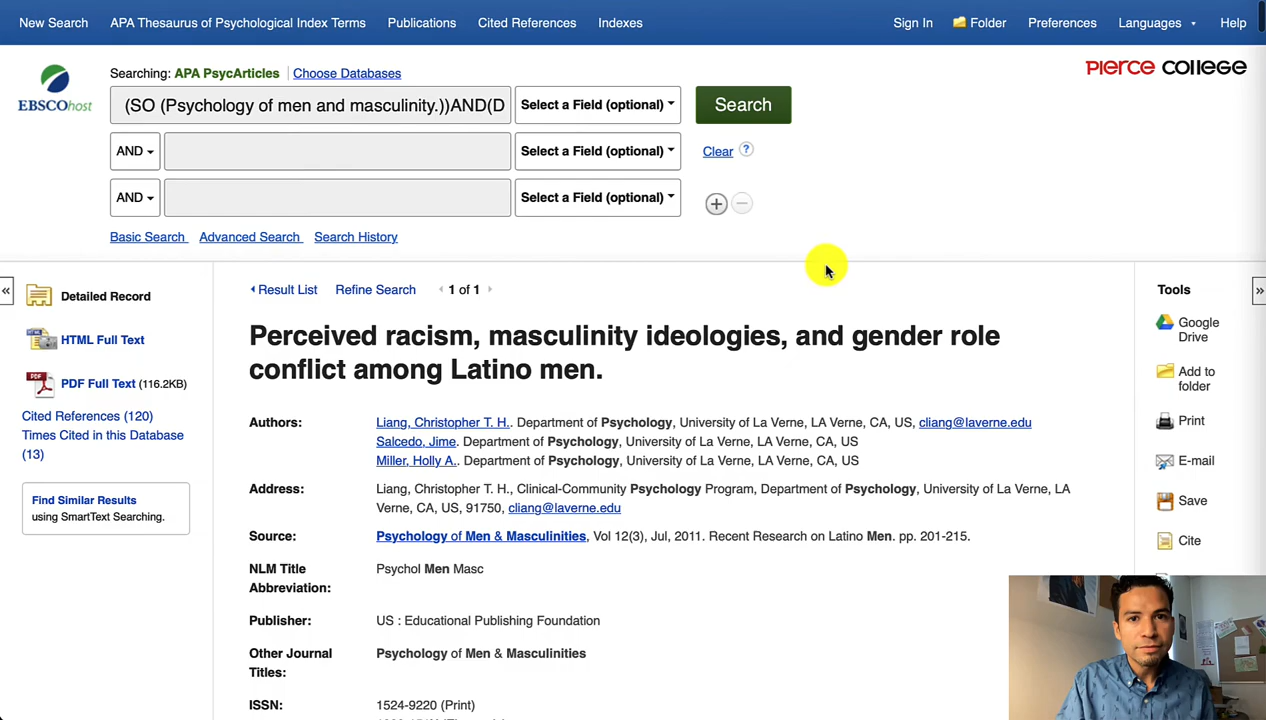 New Search APA Thesaurus of Psychological Index Terms Publications Cited References Indexes Sign In Folder Preferences Languages Help
Searching: APA PsycArticles Choose Databases
PIERCE COLLEGE
EBSCOhost
(SO (Psychology of men and masculinity.))AND(D Select a Field (optional) Search
AND Select a Field (optional) Clear ?
AND Select a Field (optional)
Basic Search Advanced Search Search History
« Detailed Record
HTML Full Text
PDF Full Text (116.2KB)
Cited References (120)
Times Cited in this Database
(13)
Find Similar Results
using SmartText Searching.
Result List Refine Search 1 of 1
Perceived racism, masculinity ideologies, and gender role
conflict among Latino men.
Authors: Liang, Christopher T. H.. Department of Psychology, University of La Verne, LA Verne, CA, US, cliang@laverne.edu
Salcedo, Jime. Department of Psychology, University of La Verne, LA Verne, CA, US
Miller, Holly A.. Department of Psychology, University of La Verne, LA Verne, CA, US
Address: Liang, Christopher T. H., Clinical-Community Psychology Program, Department of Psychology, University of La Verne, LA
Verne, CA, US, 91750, cliang@laverne.edu
Source: Psychology of Men & Masculinities, Vol 12(3), Jul, 2011. Recent Research on Latino Men. pp. 201-215.
NLM Title Psychol Men Masc
Abbreviation:
Publisher: US : Educational Publishing Foundation
Other Journal Psychology of Men & Masculinities
Titles:
ISSN: 1524-9220 (Print)
Tools »
Google
Drive
Add to
folder
Print
E-mail
Save
Cite